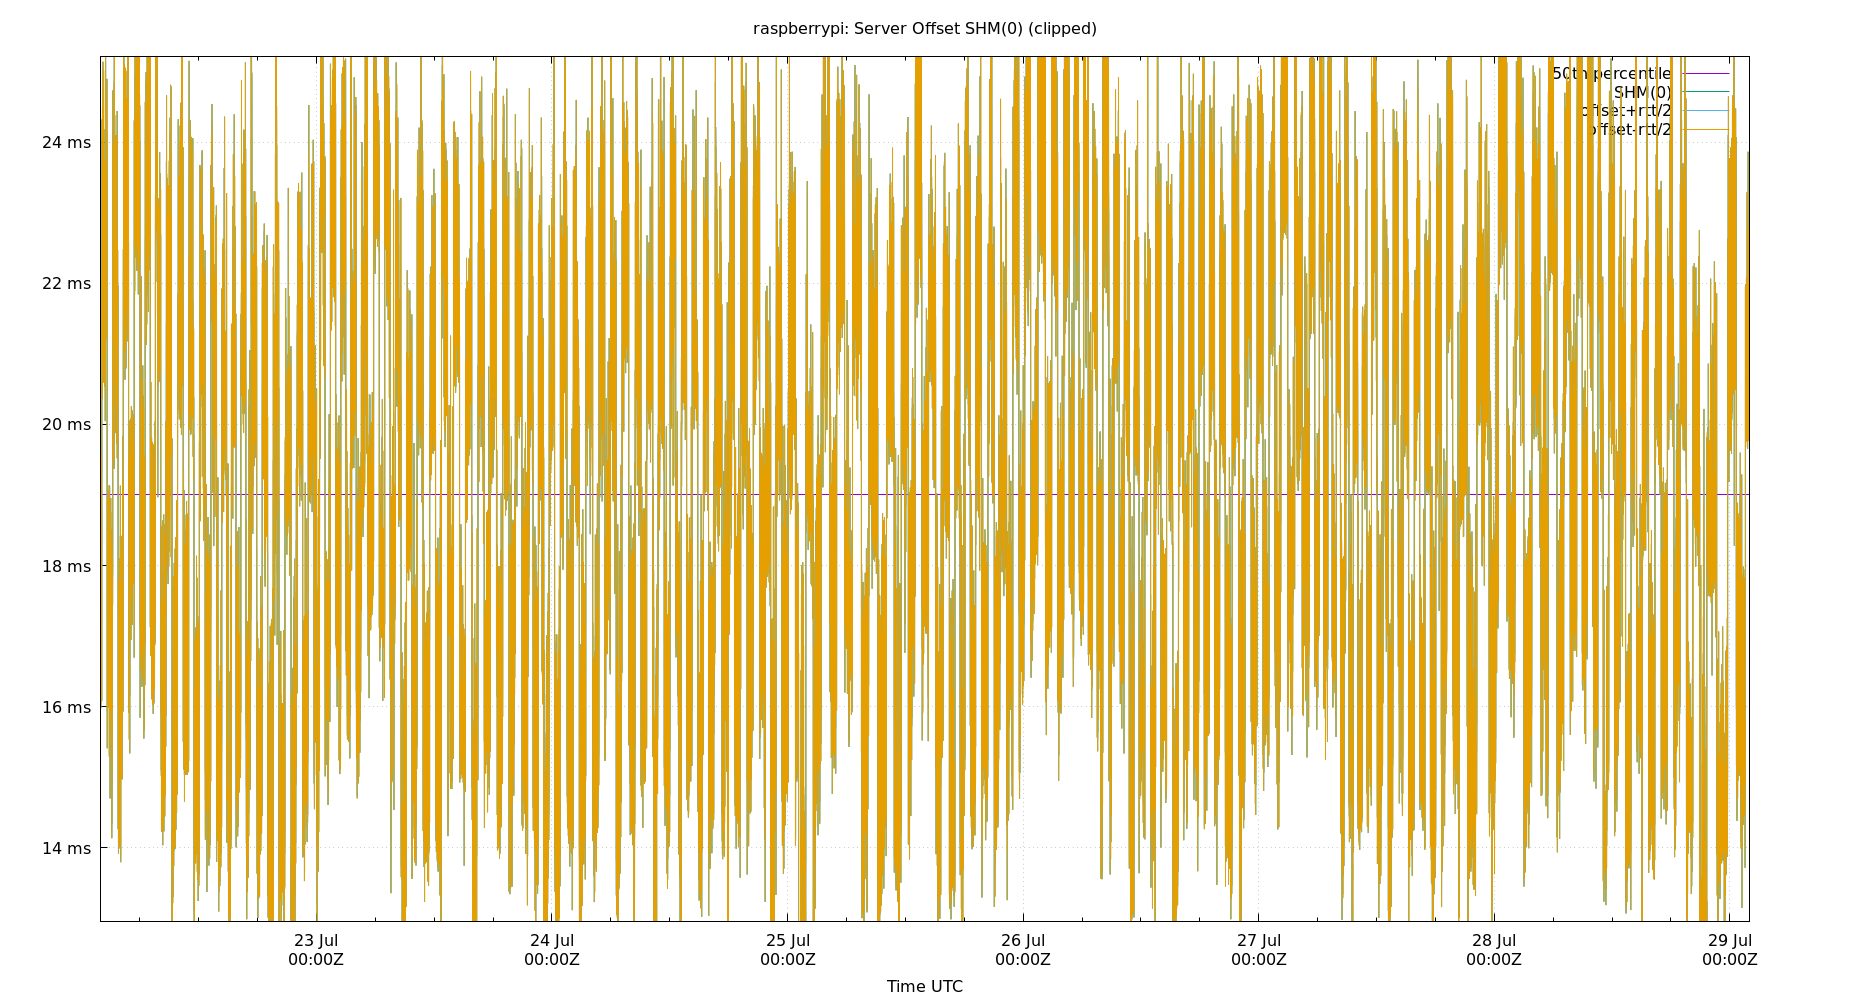 raspberrypi: Server Offset SHM(0) (clipped)
50th percentile
SHM(0)
offset+rtt/2
offset-rtt/2
24 ms
22 ms
20 ms
18 ms
16 ms
14 ms
23 Jul 24 Jul 25 Jul 26 Jul 27 Jul 28 Jul 29 Jul
00:00Z 00:00Z 00:00Z 00:00Z 00:00Z 00:00Z 00:00Z
Time UTC